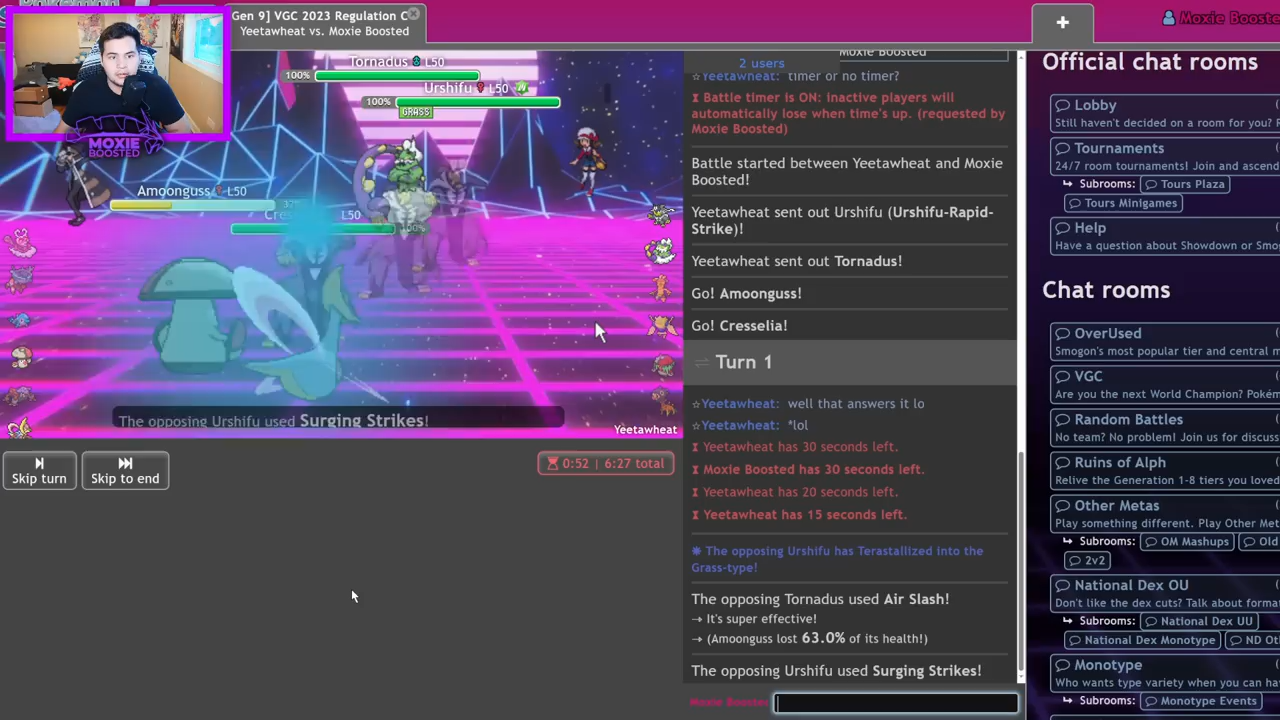 Gen 9] VGC 2023 Regulation C
Yeetawheat vs. Moxie Boosted
+
Moxie Booste
MOXIE
BOOSTED
Tornadus L50
100%
Urshifu L50
100%
GRASS
Amoonguss L50
37%
Cres L50
100%
The opposing Urshifu used Surging Strikes!
Yeetawheat
Skip turn
Skip to end
0:52 | 6:27 total
Moxie Boosted
2 users
☆Yeetawheat: timer or no timer?
Battle timer is ON: inactive players will
automatically lose when time's up. (requested by
Moxie Boosted)
Battle started between Yeetawheat and Moxie
Boosted!
Yeetawheat sent out Urshifu (Urshifu-Rapid-
Strike)!
Yeetawheat sent out Tornadus!
Go! Amoonguss!
Go! Cresselia!
Turn 1
☆Yeetawheat: well that answers it lo
☆Yeetawheat: *lol
Yeetawheat has 30 seconds left.
Moxie Boosted has 30 seconds left.
Yeetawheat has 20 seconds left.
Yeetawheat has 15 seconds left.
The opposing Urshifu has Terastallized into the
Grass-type!
The opposing Tornadus used Air Slash!
→ It's super effective!
→ (Amoonguss lost 63.0% of its health!)
The opposing Urshifu used Surging Strikes!
Moxie Boosted
Official chat rooms
Lobby
Still haven't decided on a room for you? R
Tournaments
24/7 room tournaments! Join and ascend
↳ Subrooms: Tours Plaza
Tours Minigames
Help
Have a question about Showdown or Smo
Chat rooms
OverUsed
Smogon's most popular tier and central m
VGC
Are you the next World Champion? Poké
Random Battles
No team? No problem! Join us for discuss
Ruins of Alph
Relive the Generation 1-8 tiers you loved
Other Metas
Play something different. Play Other Met
↳ Subrooms: OM Mashups Old
2v2
National Dex OU
Don't like the dex cuts? Talk about forma
↳ Subrooms: National Dex UU
National Dex Monotype ND Ot
Monotype
Who wants type variety when you can ha
↳ Subrooms: Monotype Events